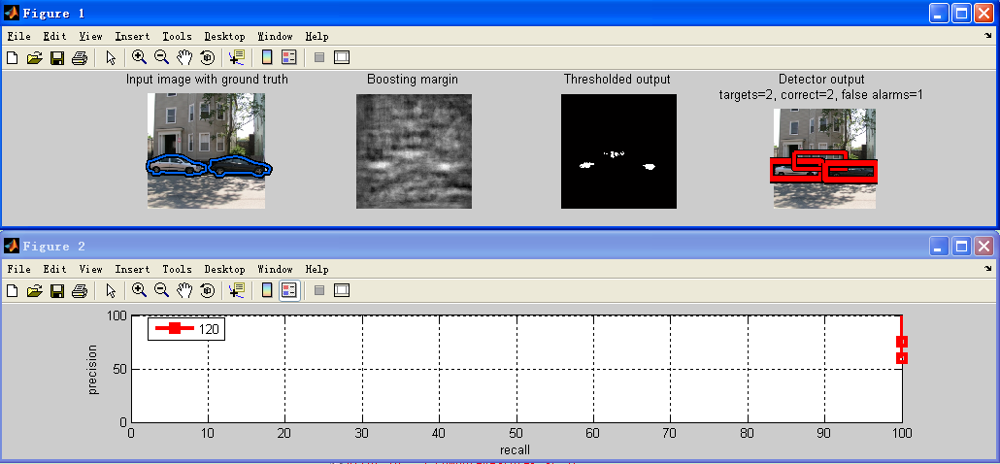 Figure 1
File Edit View Insert Tools Desktop Window Help
Input image with ground truth
Boosting margin
Thresholded output
Detector output
targets=2, correct=2, false alarms=1
Figure 2
File Edit View Insert Tools Desktop Window Help
100
50
0
precision
120
0 10 20 30 40 50 60 70 80 90 100
recall